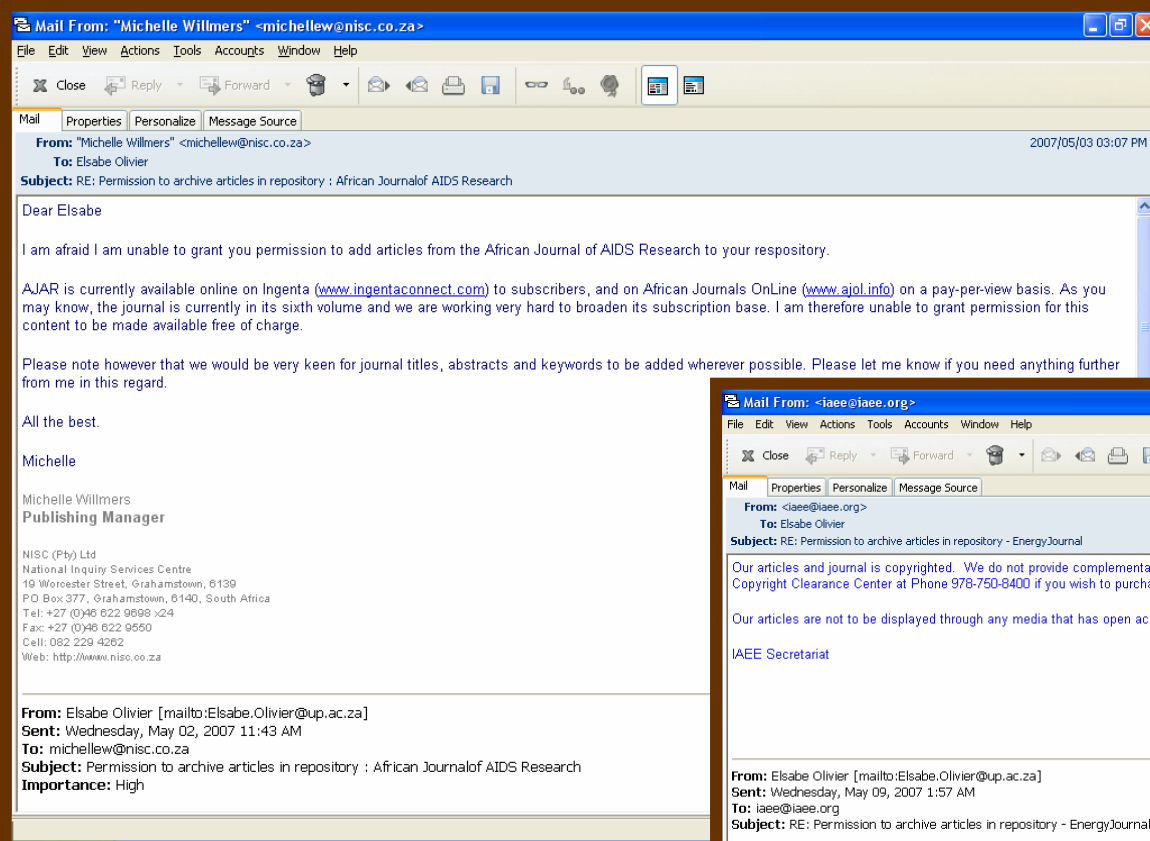 Mail From: "Michelle Willmers" <michellew@nisc.co.za>
File Edit View Actions Tools Accounts Window Help
Close Reply Forward
Mail Properties Personalize Message Source
From: "Michelle Willmers" <michellew@nisc.co.za> 2007/05/03 03:07 PM
To: Elsabe Olivier
Subject: RE: Permission to archive articles in repository : African Journalof AIDS Research
Dear Elsabe
I am afraid I am unable to grant you permission to add articles from the African Journal of AIDS Research to your respository.
AJAR is currently available online on Ingenta (www.ingentaconnect.com) to subscribers, and on African Journals OnLine (www.ajol.info) on a pay-per-view basis. As you
may know, the journal is currently in its sixth volume and we are working very hard to broaden its subscription base. I am therefore unable to grant permission for this
content to be made available free of charge.
Please note however that we would be very keen for journal titles, abstracts and keywords to be added wherever possible. Please let me know if you need anything further
from me in this regard.
All the best.
Michelle
Michelle Willmers
Publishing Manager
NISC (Pty) Ltd
National Inquiry Services Centre
19 Worcester Street, Grahamstown, 6139
PO Box 377, Grahamstown, 6140, South Africa
Tel: +27 (0)46 622 9698 x24
Fax: +27 (0)46 622 9550
Cell: 082 229 4262
Web: http://www.nisc.co.za
From: Elsabe Olivier [mailto:Elsabe.Olivier@up.ac.za]
Sent: Wednesday, May 02, 2007 11:43 AM
To: michellew@nisc.co.za
Subject: Permission to archive articles in repository : African Journalof AIDS Research
Importance: High
Mail From: <iaee@iaee.org>
File Edit View Actions Tools Accounts Window Help
Close Reply Forward
Mail Properties Personalize Message Source
From: <iaee@iaee.org>
To: Elsabe Olivier
Subject: RE: Permission to archive articles in repository - EnergyJournal
Our articles and journal is copyrighted. We do not provide complementa
Copyright Clearance Center at Phone 978-750-8400 if you wish to purcha
Our articles are not to be displayed through any media that has open ac
IAEE Secretariat
From: Elsabe Olivier [mailto:Elsabe.Olivier@up.ac.za]
Sent: Wednesday, May 09, 2007 1:57 AM
To: iaee@iaee.org
Subject: RE: Permission to archive articles in repository - EnergyJournal